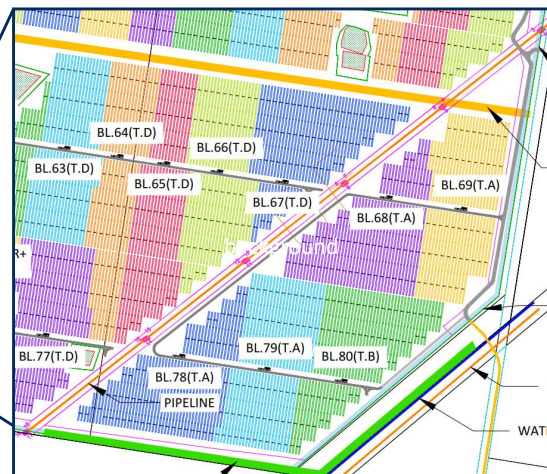 BL.64(T.D)
BL.66(T.D)
BL.63(T.D)
BL.65(T.D)
BL.69(T.A)
BL.67(T.D)
BL.68(T.A)
Background
R+
BL.79(T.A)
BL.77(T.D)
BL.80(T.B)
BL.78(T.A)
PIPELINE
WAT